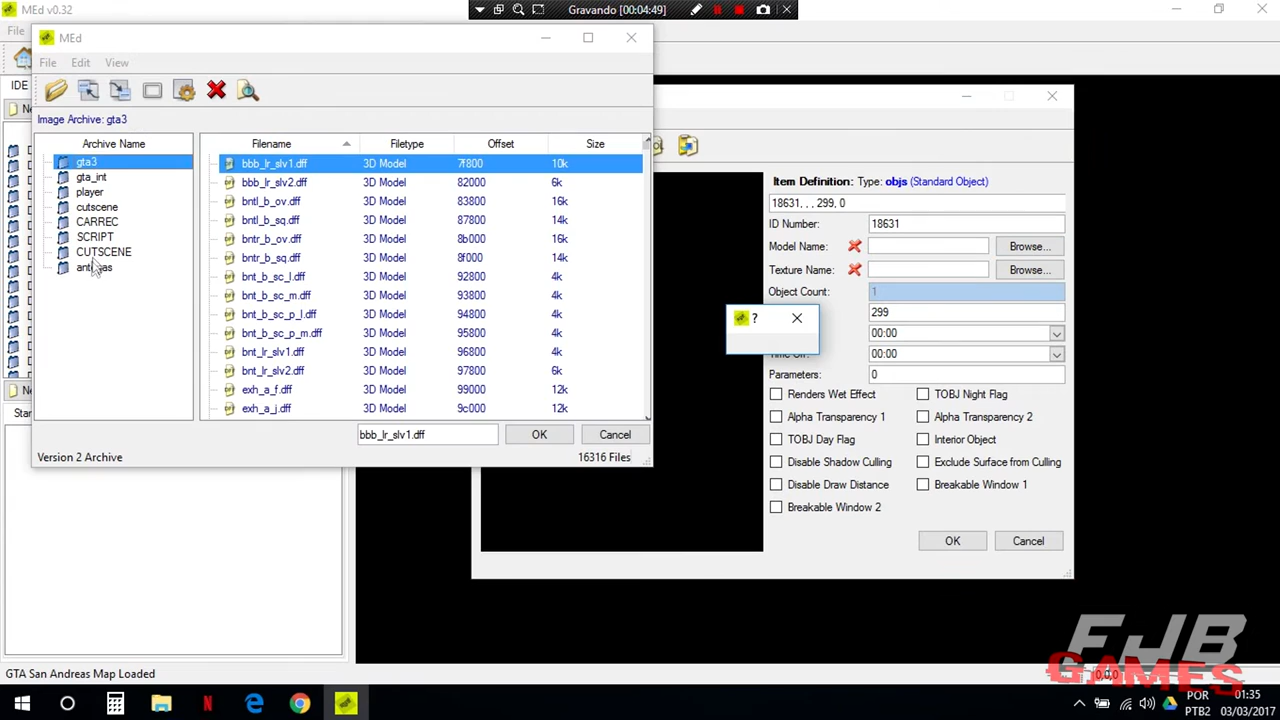 MEd v0.32
Gravando [00:04:49]
File
IDE
MEd
File Edit View
Image Archive: gta3
Archive Name
gta3
gta_int
player
cutscene
CARREC
SCRIPT
CUTSCENE
Filename Filetype Offset Size
bbb_lr_slv1.dff 3D Model 7f800 10k
bbb_lr_slv2.dff 3D Model 82000 6k
bntl_b_ov.dff 3D Model 83800 16k
bntl_b_sq.dff 3D Model 87800 14k
bntr_b_ov.dff 3D Model 8b000 16k
bntr_b_sq.dff 3D Model 8f000 14k
bnt_b_sc_l.dff 3D Model 92800 4k
bnt_b_sc_m.dff 3D Model 93800 4k
bnt_b_sc_p_l.dff 3D Model 94800 4k
bnt_b_sc_p_m.dff 3D Model 95800 4k
bnt_lr_slv1.dff 3D Model 96800 4k
bnt_lr_slv2.dff 3D Model 97800 6k
exh_a_f.dff 3D Model 99000 12k
exh_a_j.dff 3D Model 9c000 12k
bbb_lr_slv1.dff OK Cancel
Version 2 Archive 16316 Files
Item Definition: Type: objs (Standard Object)
18631, , , 299, 0
ID Number: 18631
Model Name: Browse...
Texture Name: Browse...
Object Count: 1
299
00:00
00:00
Parameters: 0
?
Renders Wet Effect TOBJ Night Flag
Alpha Transparency 1 Alpha Transparency 2
TOBJ Day Flag Interior Object
Disable Shadow Culling Exclude Surface from Culling
Disable Draw Distance Breakable Window 1
Breakable Window 2
OK Cancel
GTA San Andreas Map Loaded
0,0,0
FJB
GAMES
POR
PTB2
01:35
03/03/2017